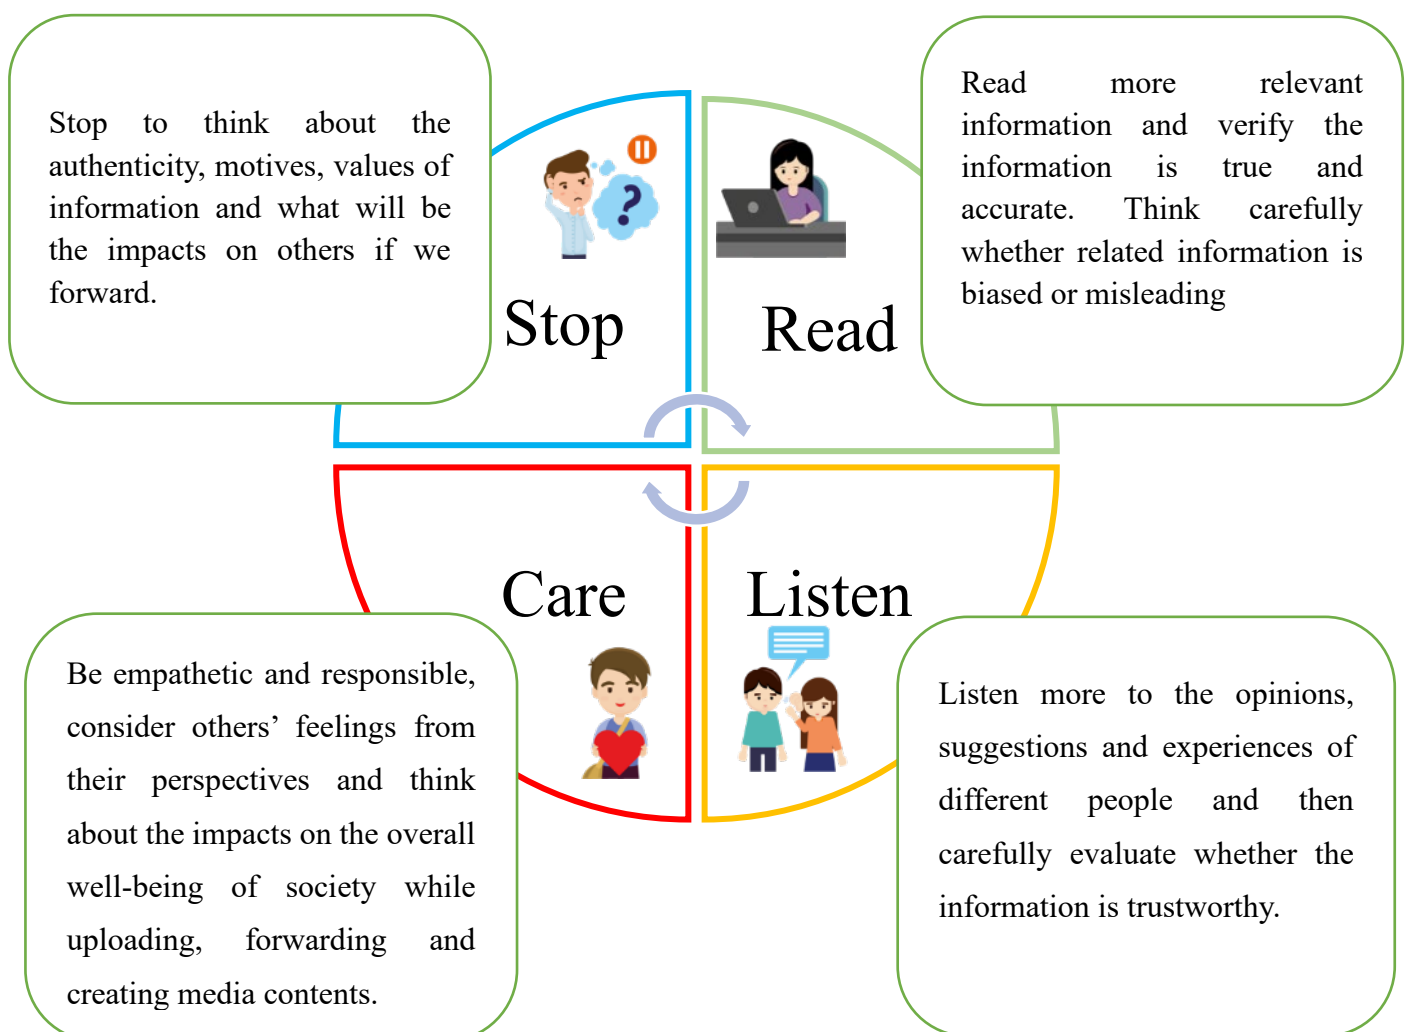 Stop to think about the
authenticity, motives, values of
information and what will be
the impacts on others if we
forward.
Stop
Read more relevant
information and verify the
information is true and
accurate. Think carefully
whether related information is
biased or misleading
Read
Care
Be empathetic and responsible,
consider others’ feelings from
their perspectives and think
about the impacts on the overall
well-being of society while
uploading, forwarding and
creating media contents.
Listen
Listen more to the opinions,
suggestions and experiences of
different people and then
carefully evaluate whether the
information is trustworthy.
?